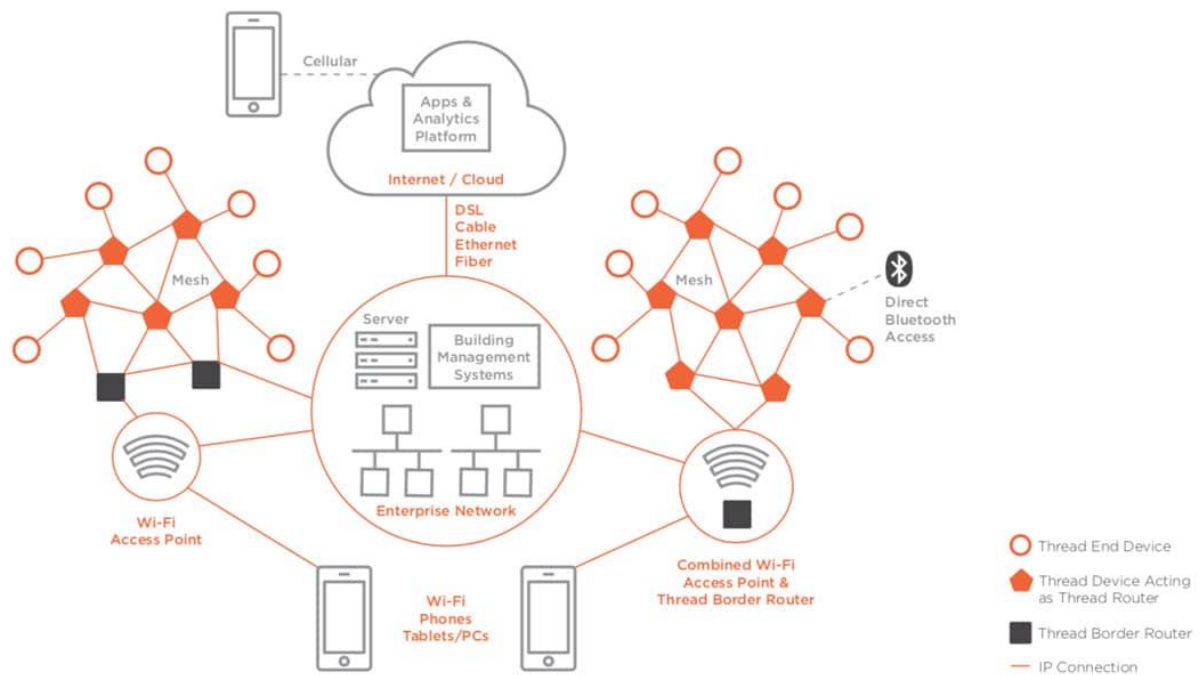 Cellular
Apps &
Analytics
Platform
Internet / Cloud
DSL
Cable
Ethernet
Fiber
Mesh
Mesh
Direct
Bluetooth
Access
Server
Building
Management
Systems
Enterprise Network
Wi-Fi
Access Point
Combined Wi-Fi
Access Point &
Thread Border Router
Wi-Fi
Phones
Tablets/PCs
Thread End Device
Thread Device Acting
as Thread Router
Thread Border Router
IP Connection